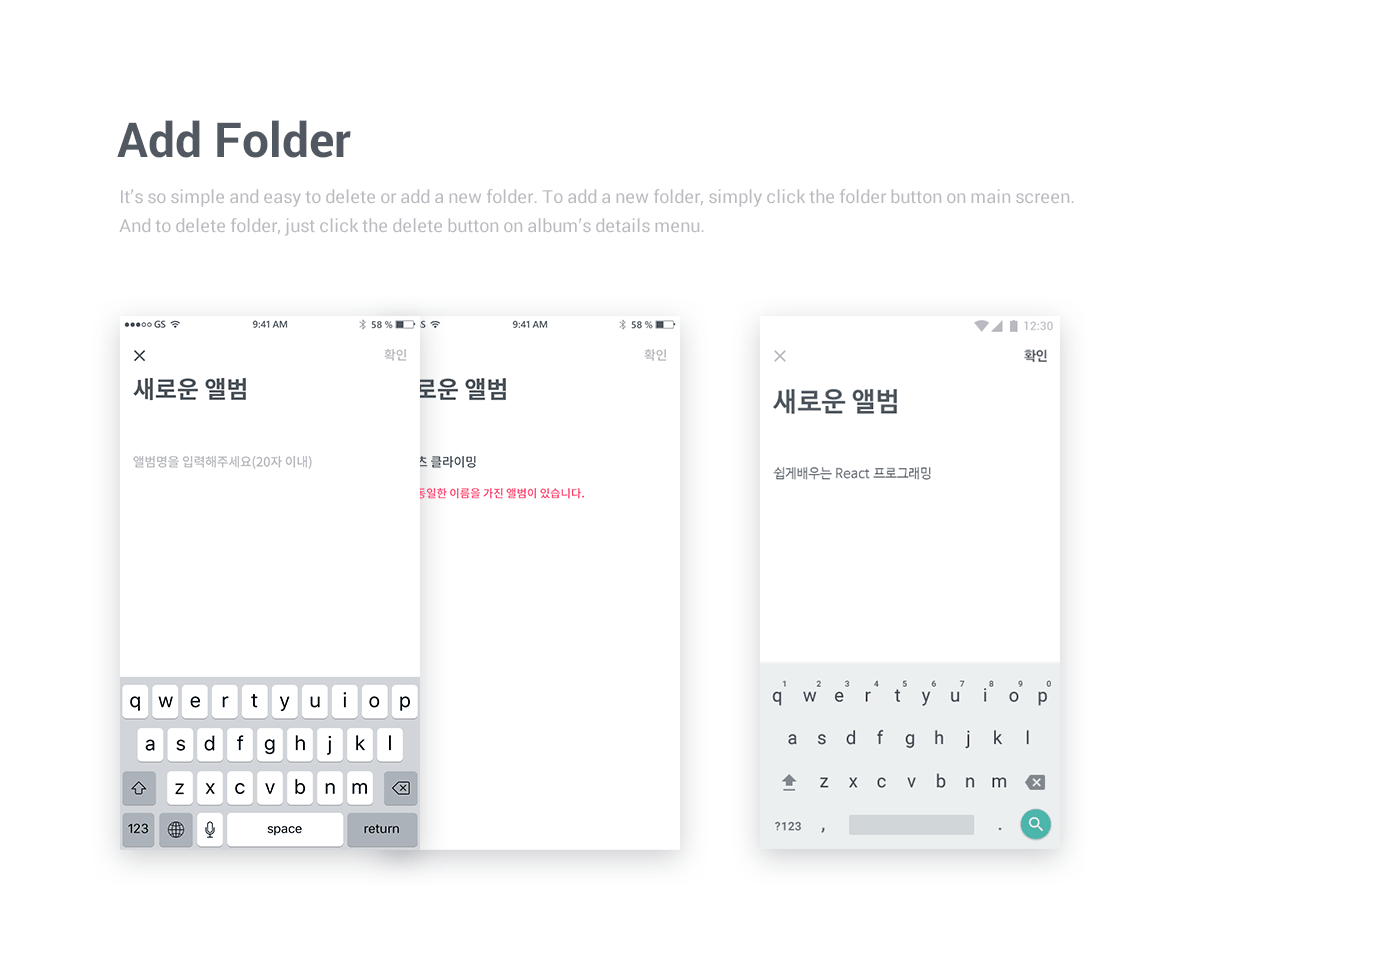 Add Folder
It's so simple and easy to delete or add a new folder. To add a new folder, simply click the folder button on main screen.
And to delete folder, just click the delete button on album's details menu.
GS 9:41 AM 58 %
확인
새로운 앨범
앨범명을 입력해주세요(20자 이내)
q w e r t y u i o p
a s d f g h j k l
z x c v b n m
123 space return
S 9:41 AM 58 %
확인
로운 앨범
츠 클라이밍
동일한 이름을 가진 앨범이 있습니다.
12:30
확인
새로운 앨범
쉽게배우는 React 프로그래밍
1 2 3 4 5 6 7 8 9 0
q w e r t y u i o p
a s d f g h j k l
z x c v b n m
?123 , .